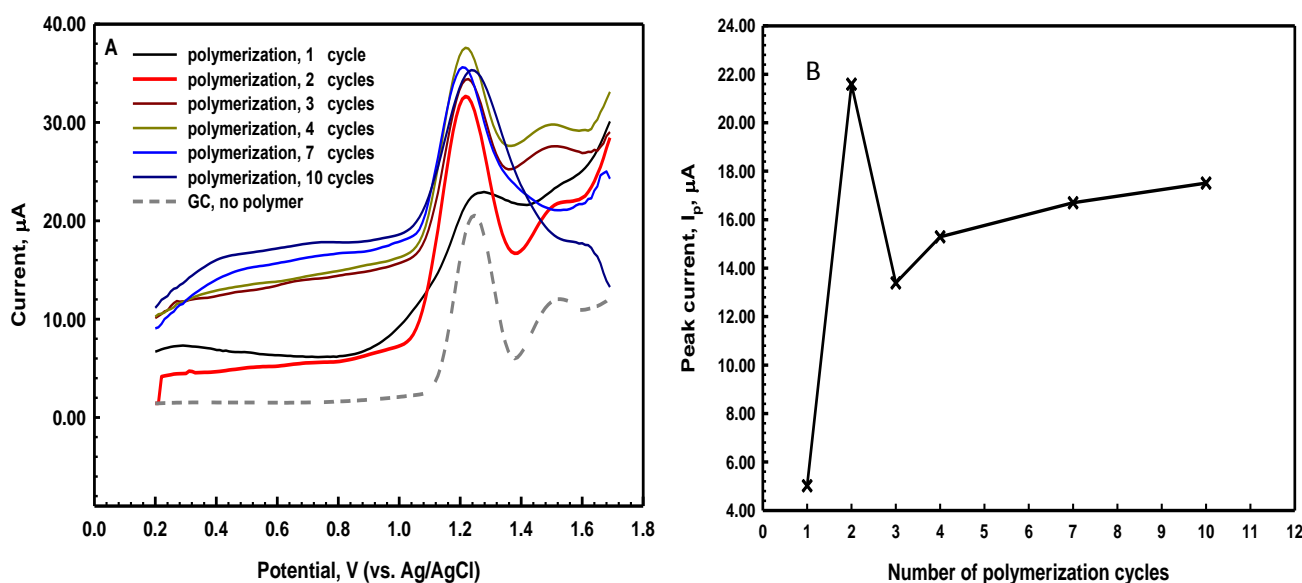 A
polymerization, 1 cycle
polymerization, 2 cycles
polymerization, 3 cycles
polymerization, 4 cycles
polymerization, 7 cycles
polymerization, 10 cycles
GC, no polymer
Current, µA
40.00
30.00
20.00
10.00
0.00
0.0 0.2 0.4 0.6 0.8 1.0 1.2 1.4 1.6 1.8
Potential, V (vs. Ag/AgCl)
B
Peak current, Ip, µA
24.00
22.00
20.00
18.00
16.00
14.00
12.00
10.00
8.00
6.00
4.00
0 1 2 3 4 5 6 7 8 9 10 11 12
Number of polymerization cycles